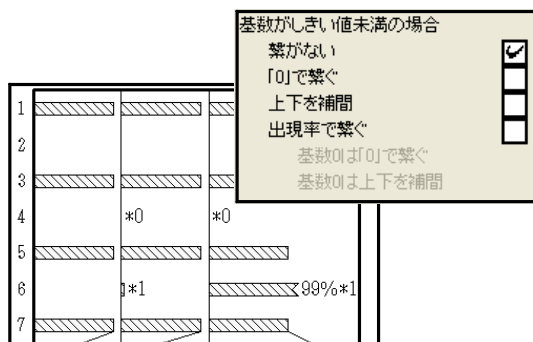 基数がしきい値未満の場合
繋がない
「0」で繋ぐ
上下を補間
出現率で繋ぐ
基数0は「0」で繋ぐ
基数0は上下を補間
1
2
3
4 *0 *0
5
6 *1 99%*1
7